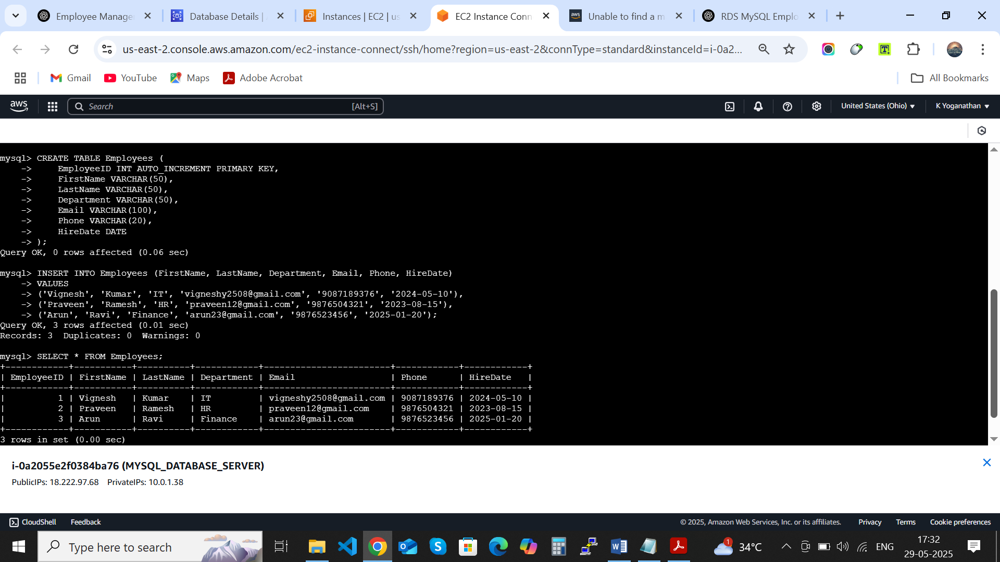 Employee Manage
Database Details |
Instances | EC2 | us
EC2 Instance Conn
Unable to find a m
RDS MySQL Emplo
us-east-2.console.aws.amazon.com/ec2-instance-connect/ssh/home?region=us-east-2&connType=standard&instanceId=i-0a2...
Gmail
YouTube
Maps
Adobe Acrobat
All Bookmarks
aws
Search
[Alt+S]
United States (Ohio)
K Yoganathan
mysql> CREATE TABLE Employees (
    ->     EmployeeID INT AUTO_INCREMENT PRIMARY KEY,
    ->     FirstName VARCHAR(50),
    ->     LastName VARCHAR(50),
    ->     Department VARCHAR(50),
    ->     Email VARCHAR(100),
    ->     Phone VARCHAR(20),
    ->     HireDate DATE
    -> );
Query OK, 0 rows affected (0.06 sec)
mysql> INSERT INTO Employees (FirstName, LastName, Department, Email, Phone, HireDate)
    -> VALUES
    -> ('Vignesh', 'Kumar', 'IT', 'vigneshy2508@gmail.com', '9087189376', '2024-05-10'),
    -> ('Praveen', 'Ramesh', 'HR', 'praveen12@gmail.com', '9876504321', '2023-08-15'),
    -> ('Arun', 'Ravi', 'Finance', 'arun23@gmail.com', '9876523456', '2025-01-20');
Query OK, 3 rows affected (0.01 sec)
Records: 3  Duplicates: 0  Warnings: 0
mysql> SELECT * FROM Employees;
+------------+-----------+----------+------------+------------------------+------------+------------+
| EmployeeID | FirstName | LastName | Department | Email                  | Phone      | HireDate   |
+------------+-----------+----------+------------+------------------------+------------+------------+
|          1 | Vignesh   | Kumar    | IT         | vigneshy2508@gmail.com | 9087189376 | 2024-05-10 |
|          2 | Praveen   | Ramesh   | HR         | praveen12@gmail.com    | 9876504321 | 2023-08-15 |
|          3 | Arun      | Ravi     | Finance    | arun23@gmail.com       | 9876523456 | 2025-01-20 |
+------------+-----------+----------+------------+------------------------+------------+------------+
3 rows in set (0.00 sec)
i-0a2055e2f0384ba76 (MYSQL_DATABASE_SERVER)
PublicIPs: 18.222.97.68    PrivateIPs: 10.0.1.38
CloudShell
Feedback
© 2025, Amazon Web Services, Inc. or its affiliates.
Privacy
Terms
Cookie preferences
Type here to search
1
34°C
ENG
17:32
29-05-2025